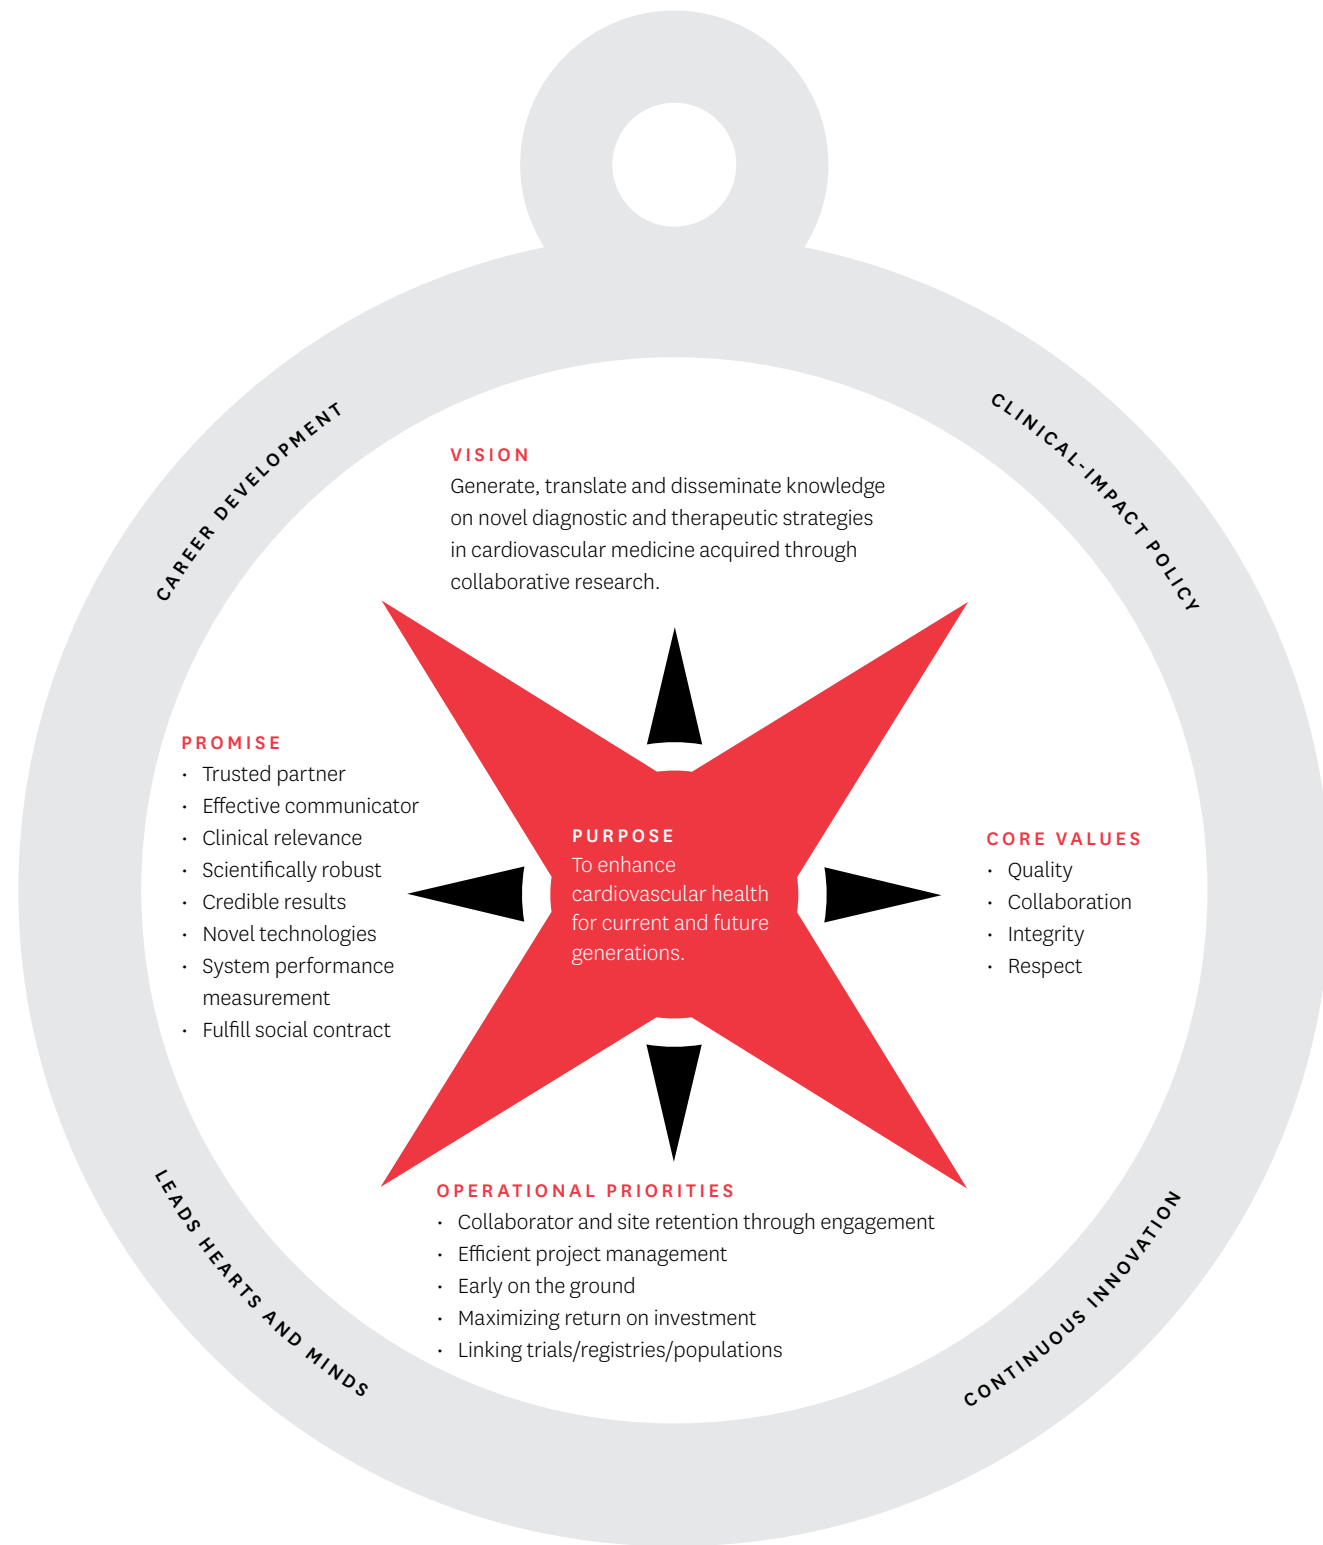 CAREER DEVELOPMENT
CLINICAL-IMPACT POLICY
VISION
Generate, translate and disseminate knowledge
on novel diagnostic and therapeutic strategies
in cardiovascular medicine acquired through
collaborative research.
PROMISE
• Trusted partner
• Effective communicator
• Clinical relevance
• Scientifically robust
• Credible results
• Novel technologies
• System performance
measurement
• Fulfill social contract
PURPOSE
To enhance
cardiovascular health
for current and future
generations.
CORE VALUES
• Quality
• Collaboration
• Integrity
• Respect
OPERATIONAL PRIORITIES
• Collaborator and site retention through engagement
• Efficient project management
• Early on the ground
• Maximizing return on investment
• Linking trials/registries/populations
LEADS HEARTS AND MINDS
CONTINUOUS INNOVATION